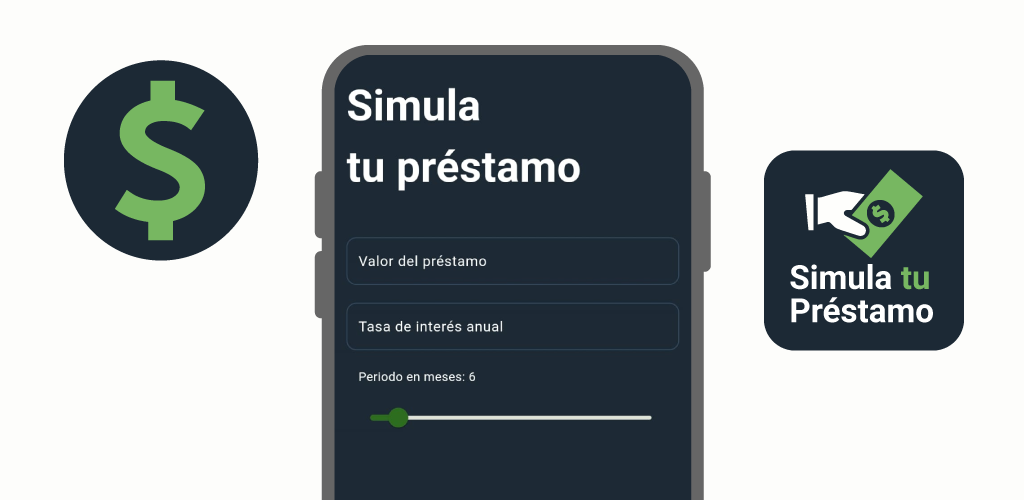 $
Simula
tu préstamo
Valor del préstamo
Tasa de interés anual
Periodo en meses: 6
$
Simula tu
Préstamo